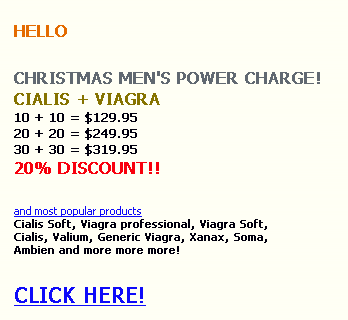 HELLO
CHRISTMAS MEN'S POWER CHARGE!
CIALIS + VIAGRA
10 + 10 = $129.95
20 + 20 = $249.95
30 + 30 = $319.95
20% DISCOUNT!!
and most popular products
Cialis Soft, Viagra professional, Viagra Soft,
Cialis, Valium, Generic Viagra, Xanax, Soma,
Ambien and more more more!
CLICK HERE!